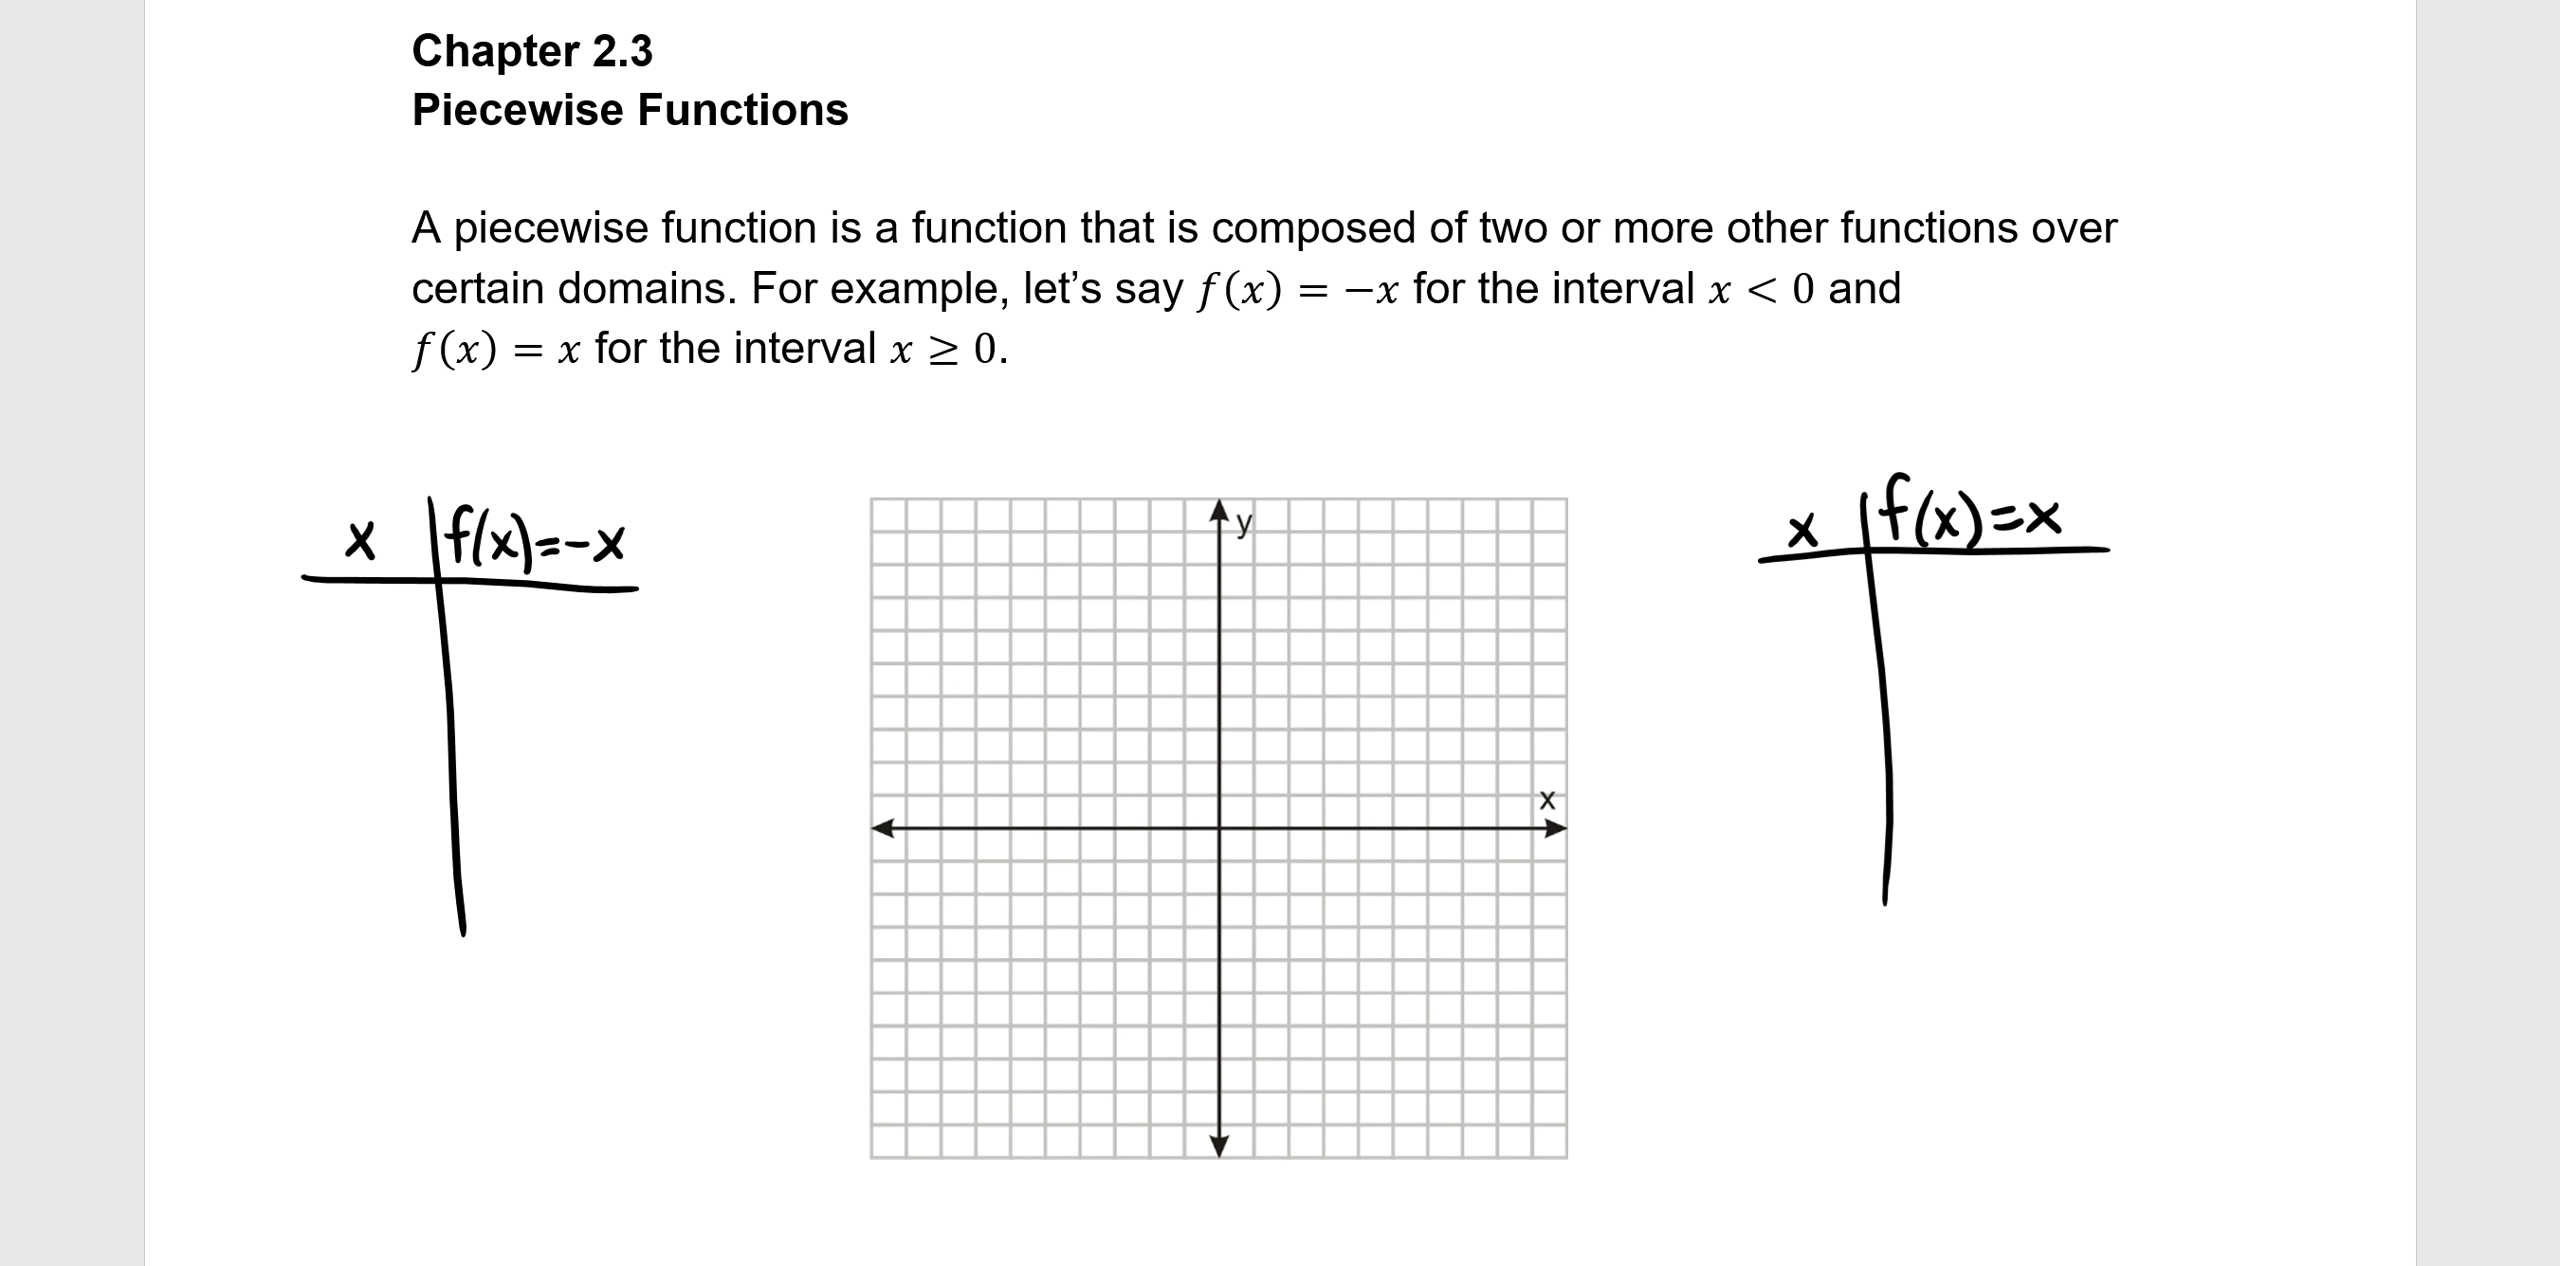 Chapter 2.3
Piecewise Functions
A piecewise function is a function that is composed of two or more other functions over
certain domains. For example, let’s say f(x) = −x for the interval x < 0 and
f(x) = x for the interval x ≥ 0.
x f(x)=-x
y
x
x f(x)=x